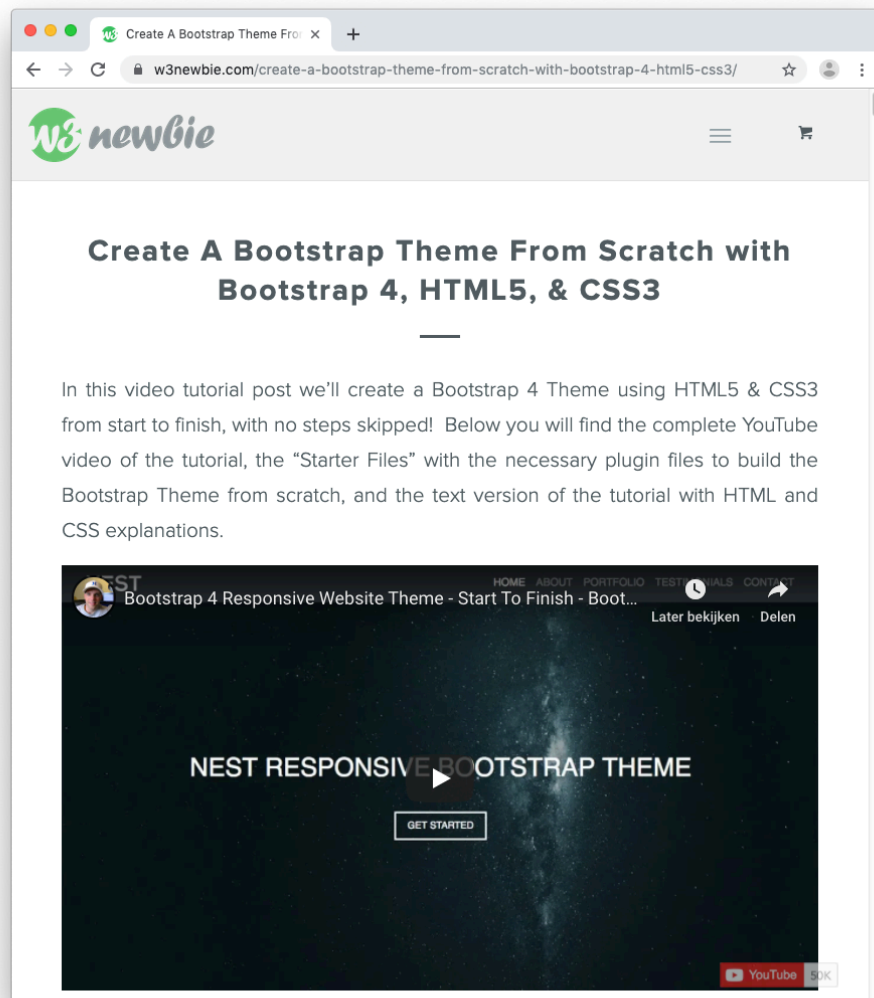 Create A Bootstrap Theme Fro
w3newbie.com/create-a-bootstrap-theme-from-scratch-with-bootstrap-4-html5-css3/
w3 newbie
Create A Bootstrap Theme From Scratch with
Bootstrap 4, HTML5, & CSS3
In this video tutorial post we’ll create a Bootstrap 4 Theme using HTML5 & CSS3
from start to finish, with no steps skipped! Below you will find the complete YouTube
video of the tutorial, the “Starter Files” with the necessary plugin files to build the
Bootstrap Theme from scratch, and the text version of the tutorial with HTML and
CSS explanations.
HOME ABOUT PORTFOLIO TESTIMONIALS CONTACT
Bootstrap 4 Responsive Website Theme - Start To Finish - Boot...
Later bekijken Delen
NEST RESPONSIVE BOOTSTRAP THEME
GET STARTED
YouTube 50K